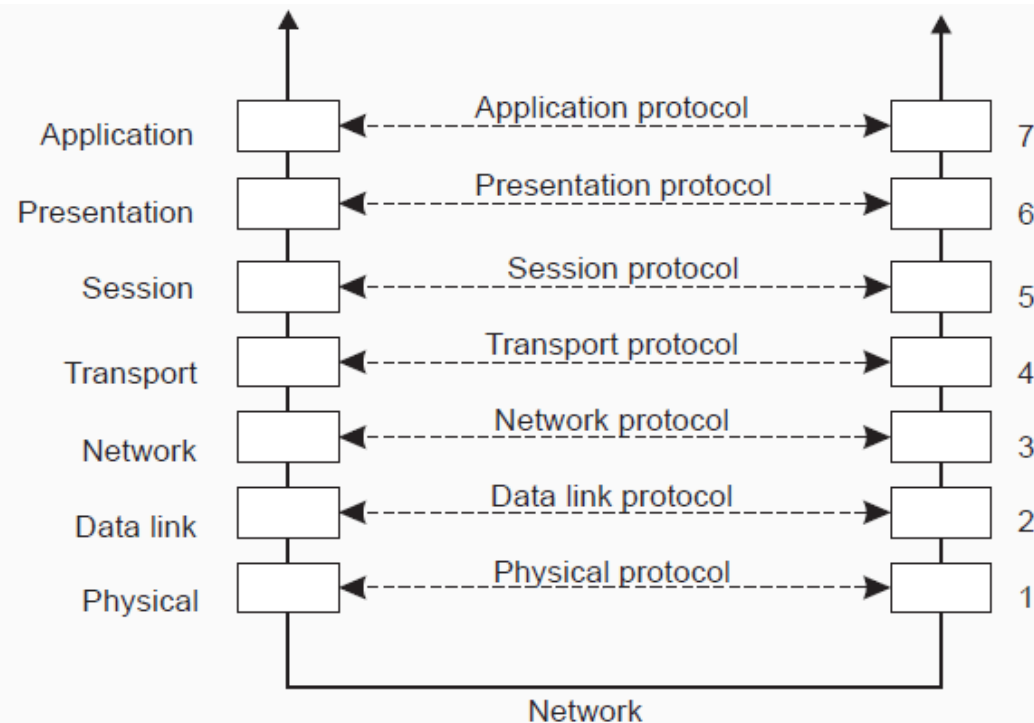 Application
Application protocol
7
Presentation
Presentation protocol
6
Session
Session protocol
5
Transport
Transport protocol
4
Network
Network protocol
3
Data link
Data link protocol
2
Physical
Physical protocol
1
Network